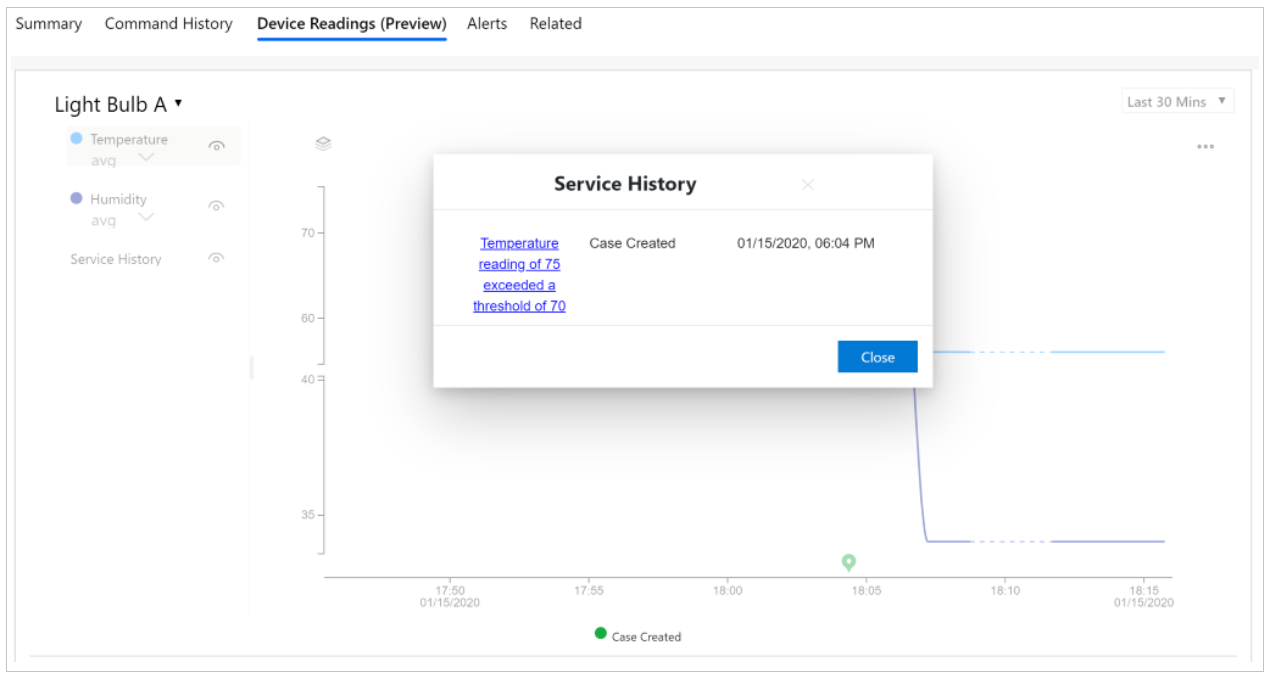 Summary Command History Device Readings (Preview) Alerts Related
Light Bulb A
Last 30 Mins
Temperature
avg
Humidity
avg
Service History
Service History
Temperature
reading of 75
exceeded a
threshold of 70
Case Created
01/15/2020, 06:04 PM
Close
70
60
40
35
17:50
01/15/2020
17:55
18:00
18:05
18:10
18:15
01/15/2020
Case Created